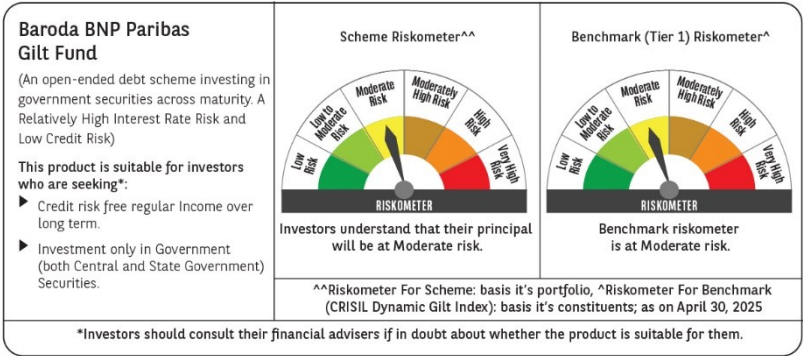 Baroda BNP Paribas
Gilt Fund
(An open-ended debt scheme investing in
government securities across maturity. A
Relatively High Interest Rate Risk and
Low Credit Risk)
This product is suitable for investors
who are seeking*:
Credit risk free regular Income over
long term.
Investment only in Government
(both Central and State Government)
Securities.
Scheme Riskometer^^
Low
Risk
Low to
Moderate
Risk
Moderate
Risk
Moderately
High Risk
High
Risk
Very High
Risk
RISKOMETER
Investors understand that their principal
will be at Moderate risk.
Benchmark (Tier 1) Riskometer^
Low
Risk
Low to
Moderate
Risk
Moderate
Risk
Moderately
High Risk
High
Risk
Very High
Risk
RISKOMETER
Benchmark riskometer
is at Moderate risk.
^^Riskometer For Scheme: basis it's portfolio, ^Riskometer For Benchmark
(CRISIL Dynamic Gilt Index): basis it's constituents; as on April 30, 2025
*Investors should consult their financial advisers if in doubt about whether the product is suitable for them.